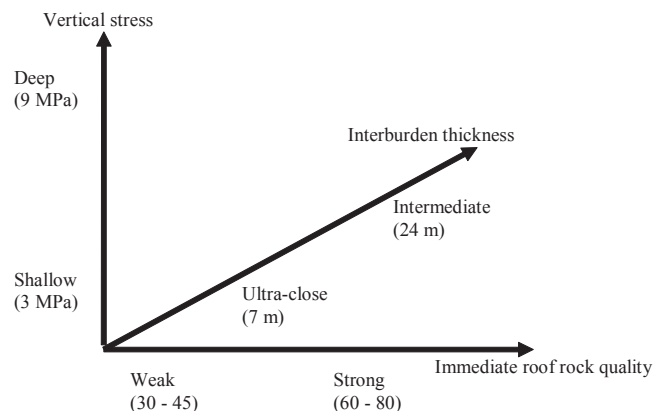 Vertical stress
Deep
(9 MPa)
Interburden thickness
Intermediate
(24 m)
Shallow
(3 MPa)
Ultra-close
(7 m)
Immediate roof rock quality
Weak
(30 - 45)
Strong
(60 - 80)